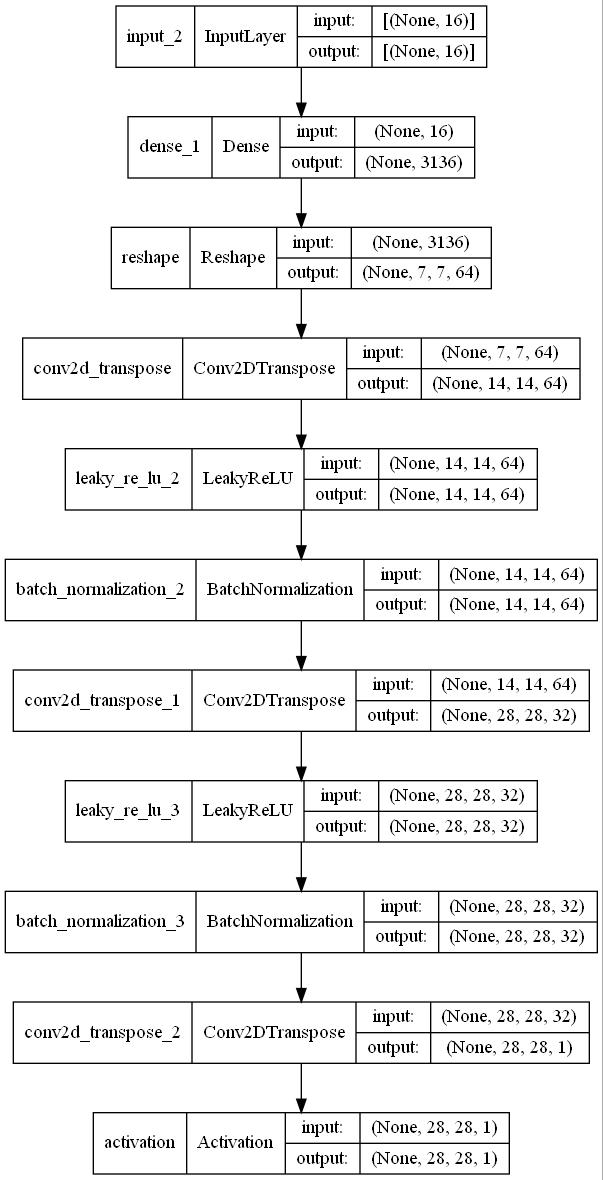 input_2 InputLayer input: [(None, 16)]
output: [(None, 16)]
dense_1 Dense input: (None, 16)
output: (None, 3136)
reshape Reshape input: (None, 3136)
output: (None, 7, 7, 64)
conv2d_transpose Conv2DTranspose input: (None, 7, 7, 64)
output: (None, 14, 14, 64)
leaky_re_lu_2 LeakyReLU input: (None, 14, 14, 64)
output: (None, 14, 14, 64)
batch_normalization_2 BatchNormalization input: (None, 14, 14, 64)
output: (None, 14, 14, 64)
conv2d_transpose_1 Conv2DTranspose input: (None, 14, 14, 64)
output: (None, 28, 28, 32)
leaky_re_lu_3 LeakyReLU input: (None, 28, 28, 32)
output: (None, 28, 28, 32)
batch_normalization_3 BatchNormalization input: (None, 28, 28, 32)
output: (None, 28, 28, 32)
conv2d_transpose_2 Conv2DTranspose input: (None, 28, 28, 32)
output: (None, 28, 28, 1)
activation Activation input: (None, 28, 28, 1)
output: (None, 28, 28, 1)